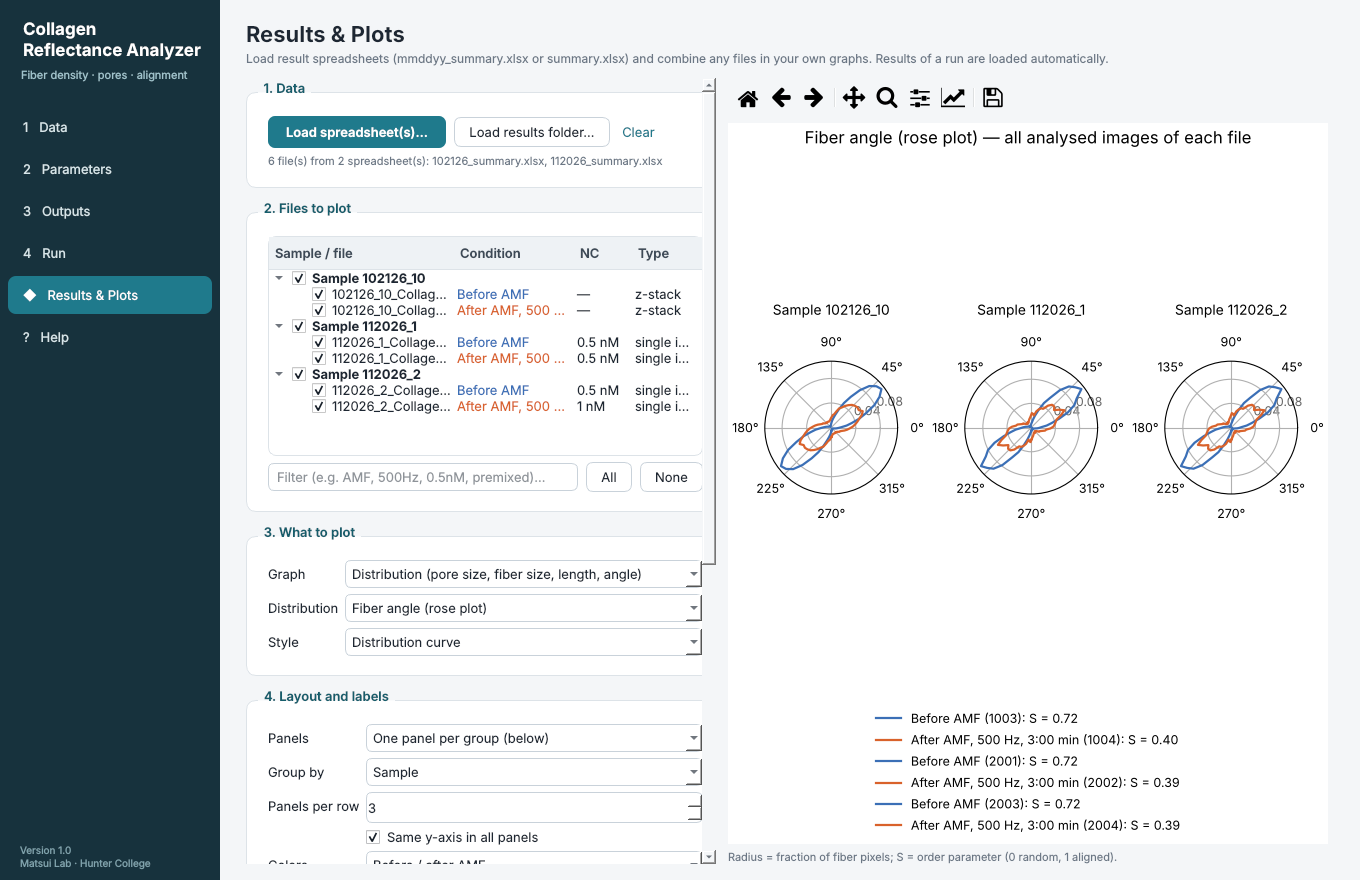 Collagen
Reflectance Analyzer
Fiber density · pores · alignment
1 Data
2 Parameters
3 Outputs
4 Run
◆ Results & Plots
? Help
Version 1.0
Matsui Lab · Hunter College
Results & Plots
Load result spreadsheets (mmddyy_summary.xlsx or summary.xlsx) and combine any files in your own graphs. Results of a run are loaded automatically.
1. Data
Load spreadsheet(s)... Load results folder... Clear
6 file(s) from 2 spreadsheet(s): 102126_summary.xlsx, 112026_summary.xlsx
2. Files to plot
Sample / file Condition NC Type
Sample 102126_10
102126_10_Collag... Before AMF — z-stack
102126_10_Collag... After AMF, 500 ... — z-stack
Sample 112026_1
112026_1_Collage... Before AMF 0.5 nM single i...
112026_1_Collage... After AMF, 500 ... 0.5 nM single i...
Sample 112026_2
112026_2_Collage... Before AMF 0.5 nM single i...
112026_2_Collage... After AMF, 500 ... 1 nM single i...
Filter (e.g. AMF, 500Hz, 0.5nM, premixed)... All None
3. What to plot
Graph Distribution (pore size, fiber size, length, angle)
Distribution Fiber angle (rose plot)
Style Distribution curve
4. Layout and labels
Panels One panel per group (below)
Group by Sample
Panels per row 3
Same y-axis in all panels
Colors Before / after AMF
Fiber angle (rose plot) — all analysed images of each file
Sample 102126_10 Sample 112026_1 Sample 112026_2
90° 90° 90°
135° 45° 135° 45° 135° 45°
0.08 0.08 0.08
0.04 0.04 0.04
180° 0° 180° 0° 180° 0°
225° 315° 225° 315° 225° 315°
270° 270° 270°
Before AMF (1003): S = 0.72
After AMF, 500 Hz, 3:00 min (1004): S = 0.40
Before AMF (2001): S = 0.72
After AMF, 500 Hz, 3:00 min (2002): S = 0.39
Before AMF (2003): S = 0.72
After AMF, 500 Hz, 3:00 min (2004): S = 0.39
Radius = fraction of fiber pixels; S = order parameter (0 random, 1 aligned).